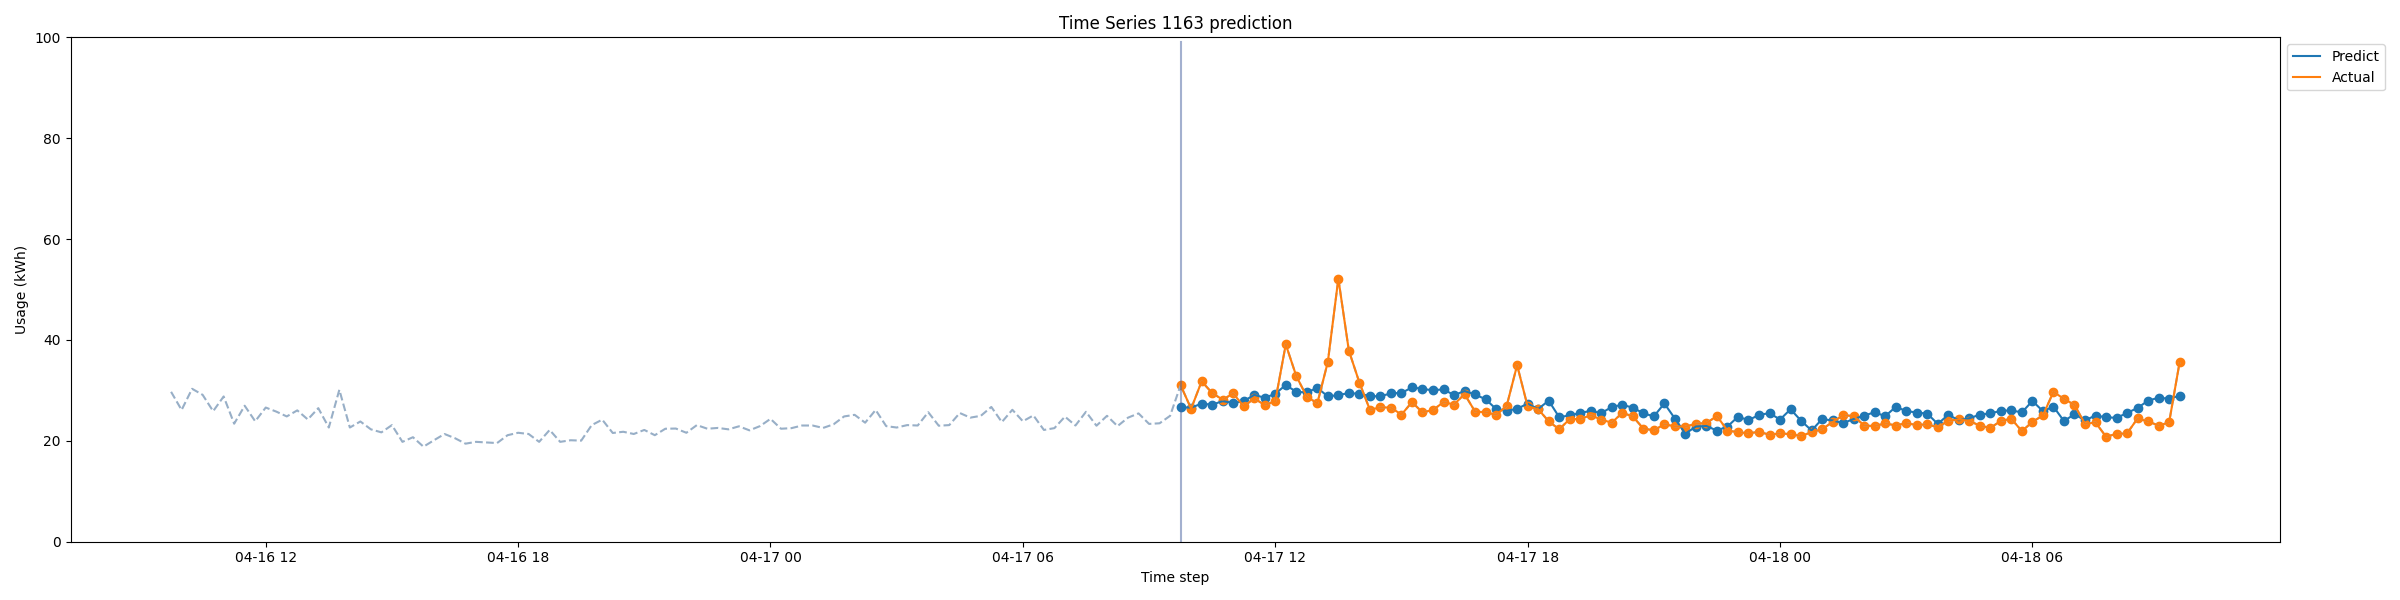 Time Series 1163 prediction
Predict
Actual
Usage (kWh)
100
80
60
40
20
0
04-16 12
04-16 18
04-17 00
04-17 06
04-17 12
04-17 18
04-18 00
04-18 06
Time step